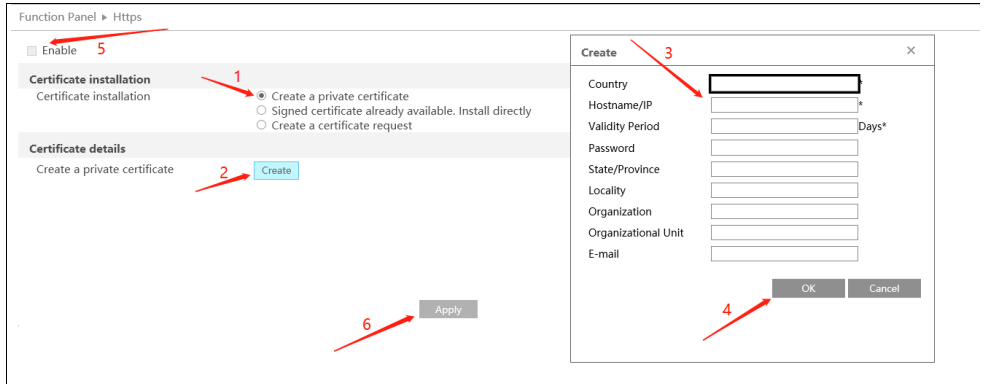 Function Panel ▶ Https
Enable 5
Certificate installation
Certificate installation
1
Create a private certificate
Signed certificate already available. Install directly
Create a certificate request
Certificate details
Create a private certificate
2
Create
6
Apply
Create ×
3
Country *
Hostname/IP *
Validity Period Days*
Password
State/Province
Locality
Organization
Organizational Unit
E-mail
OK Cancel
4